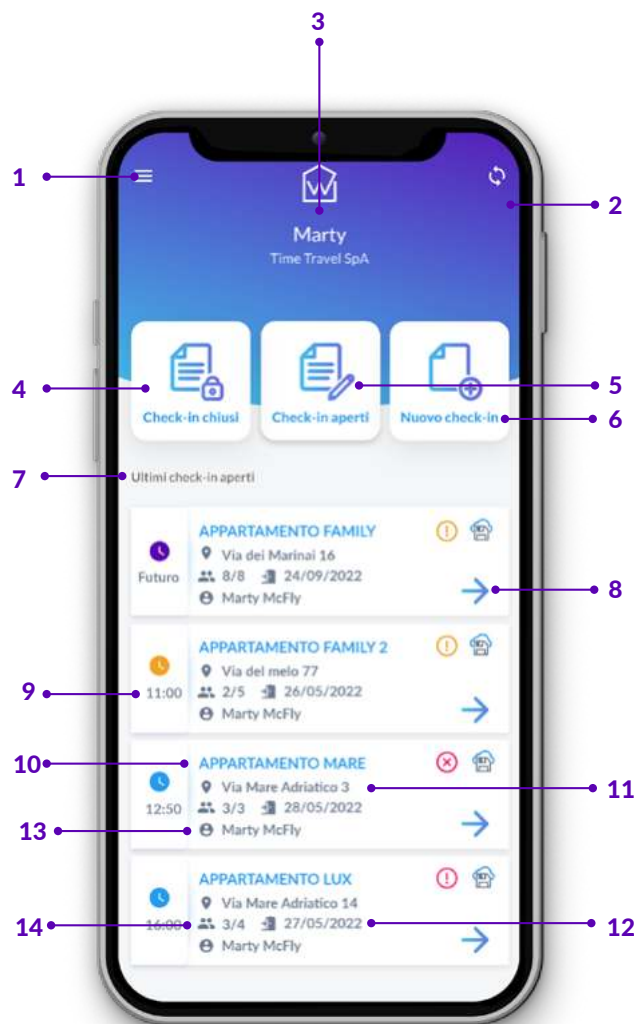 3
1
2
Marty
Time Travel SpA
4
Check-in chiusi
Check-in aperti
Nuovo check-in
5
6
7
Ultimi check-in aperti
APPARTAMENTO FAMILY
Via dei Marinai 16
Futuro
8/8 24/09/2022
Marty McFly
8
APPARTAMENTO FAMILY 2
Via del melo 77
9
11:00
2/5 26/05/2022
Marty McFly
10
APPARTAMENTO MARE
Via Mare Adriatico 3
11
12:50
3/3 28/05/2022
13
Marty McFly
APPARTAMENTO LUX
Via Mare Adriatico 14
14
16:00
3/4 27/05/2022
12
Marty McFly